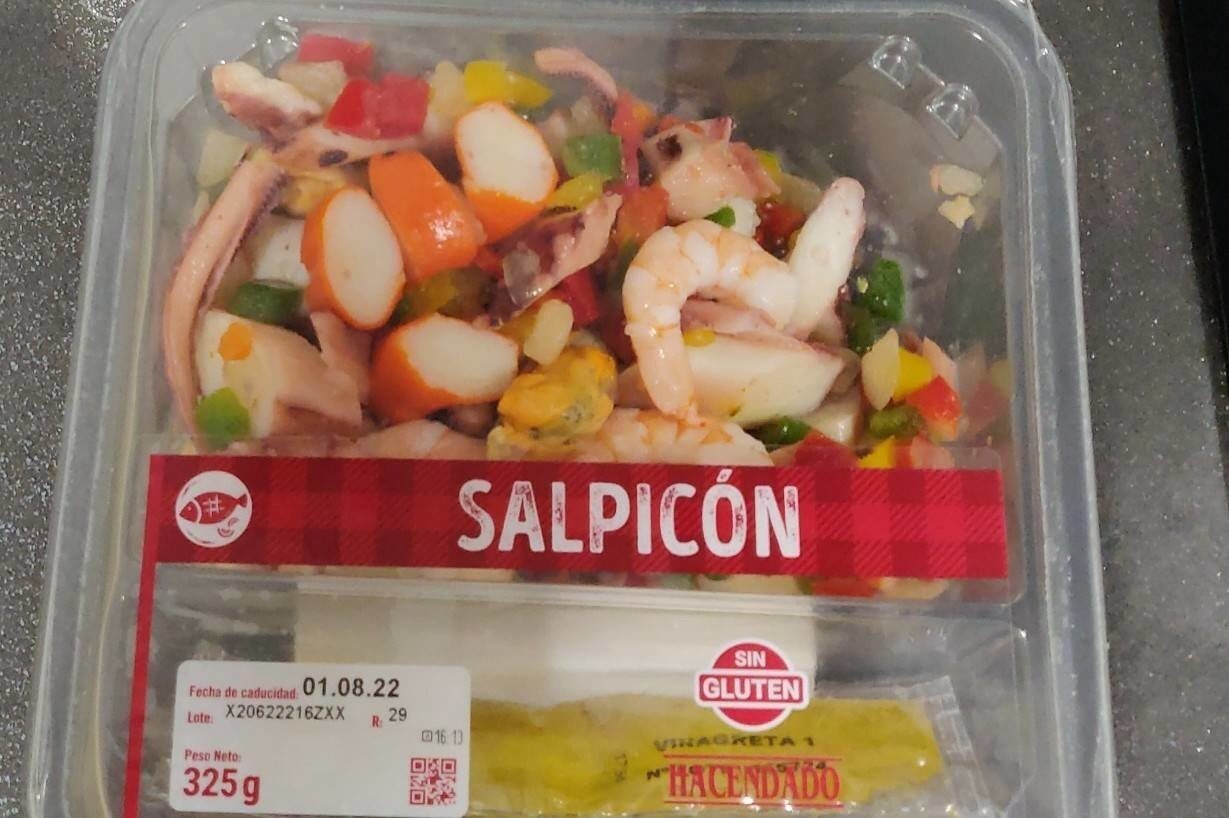 SALPICÓN
SIN
GLUTEN
Fecha de caducidad: 01.08.22
Lote: X20622216ZXX R: 29
16:13
Peso Neto:
325g
VINAGRETA 1
HACENDADO